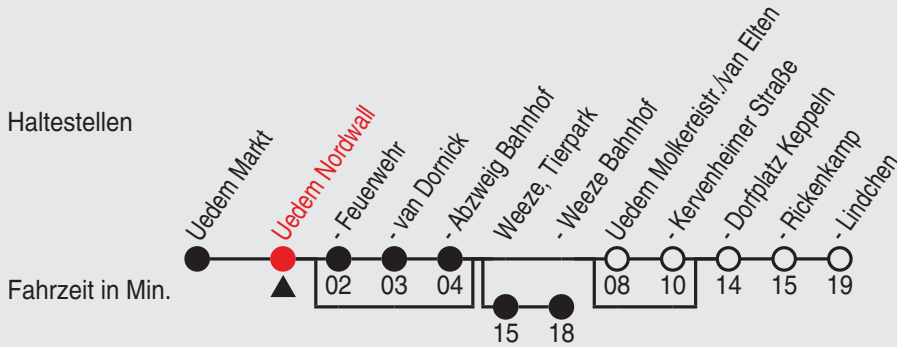 Haltestellen
Uedem Markt
Uedem Nordwall
- Feuerwehr
- van Dornick
- Abzweig Bahnhof
Weeze, Tierpark
- Weeze Bahnhof
Uedem Molkereistr./van Elten
- Kervenheimer Straße
- Dorfplatz Keppeln
- Rickenkamp
- Lindchen
Fahrzeit in Min.
02 03 04 08 10 14 15 19
15 18